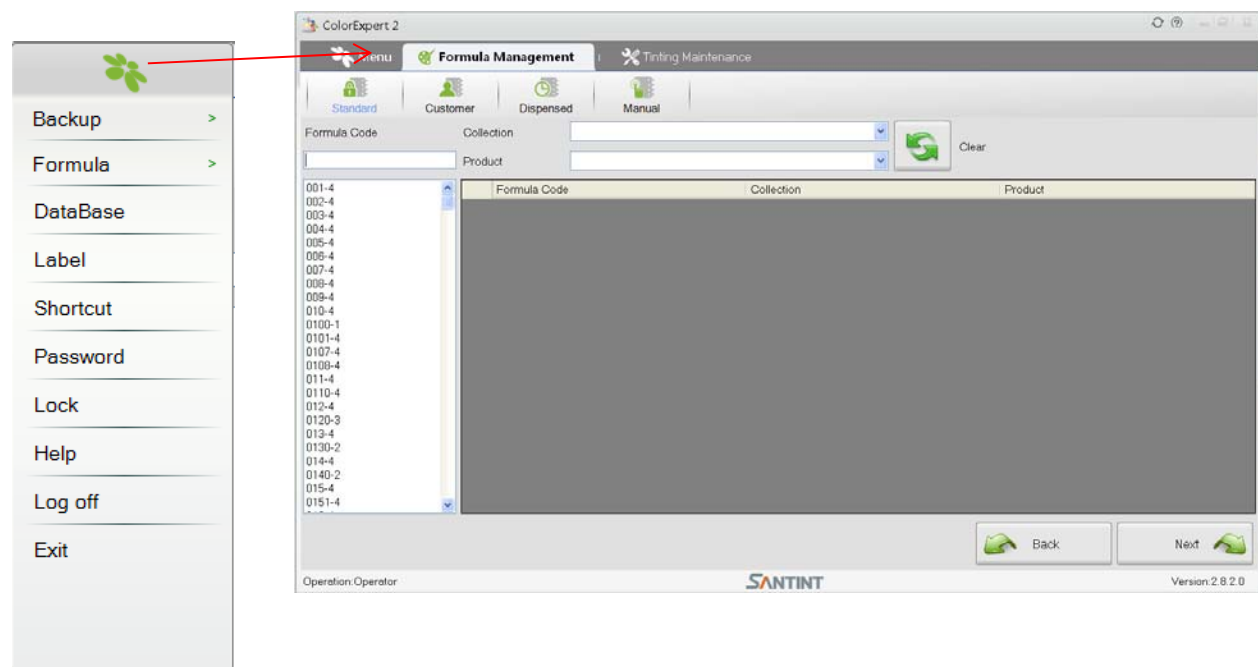 Backup >
Formula >
DataBase
Label
Shortcut
Password
Lock
Help
Log off
Exit
ColorExpert 2
Menu Formula Management Tinting Maintenance
Standard Customer Dispensed Manual
Formula Code Collection
Clear
Product
Formula Code Collection Product
001-4
002-4
003-4
004-4
005-4
006-4
007-4
008-4
009-4
010-4
0100-1
0101-4
0107-4
0108-4
011-4
0110-4
012-4
0120-3
013-4
0130-2
014-4
0140-2
015-4
0151-4
Back Next
Operation:Operator SANTINT Version:2.8.2.0